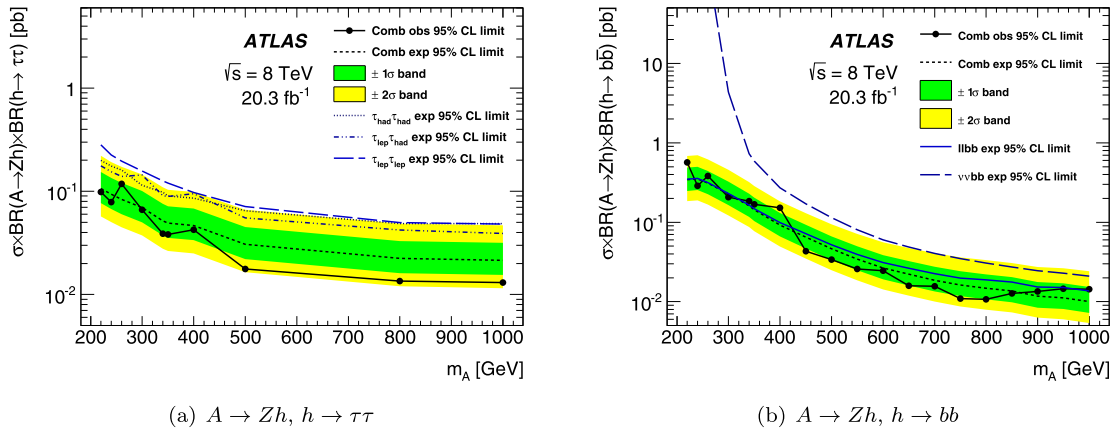 σ×BR(A→Zh)×BR(h→ ττ) [pb]
1
10⁻¹
10⁻²
ATLAS
√s = 8 TeV
20.3 fb⁻¹
Comb obs 95% CL limit
Comb exp 95% CL limit
± 1σ band
± 2σ band
τ_hadτ_had exp 95% CL limit
τ_lepτ_had exp 95% CL limit
τ_lepτ_lep exp 95% CL limit
200 300 400 500 600 700 800 900 1000
m_A [GeV]
(a) A → Zh, h → ττ
σ×BR(A→Zh)×BR(h→ bb̄) [pb]
10
1
10⁻¹
10⁻²
ATLAS
√s = 8 TeV
20.3 fb⁻¹
Comb obs 95% CL limit
Comb exp 95% CL limit
± 1σ band
± 2σ band
llbb exp 95% CL limit
ννbb exp 95% CL limit
200 300 400 500 600 700 800 900 1000
m_A [GeV]
(b) A → Zh, h → bb